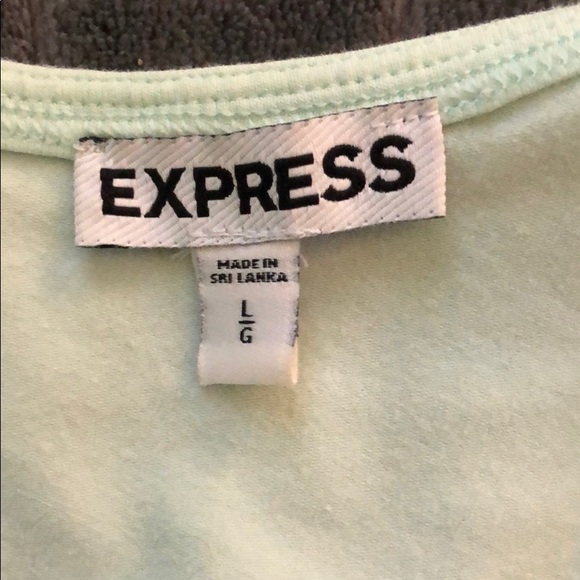 EXPRESS
MADE IN
SRI LANKA
L
G